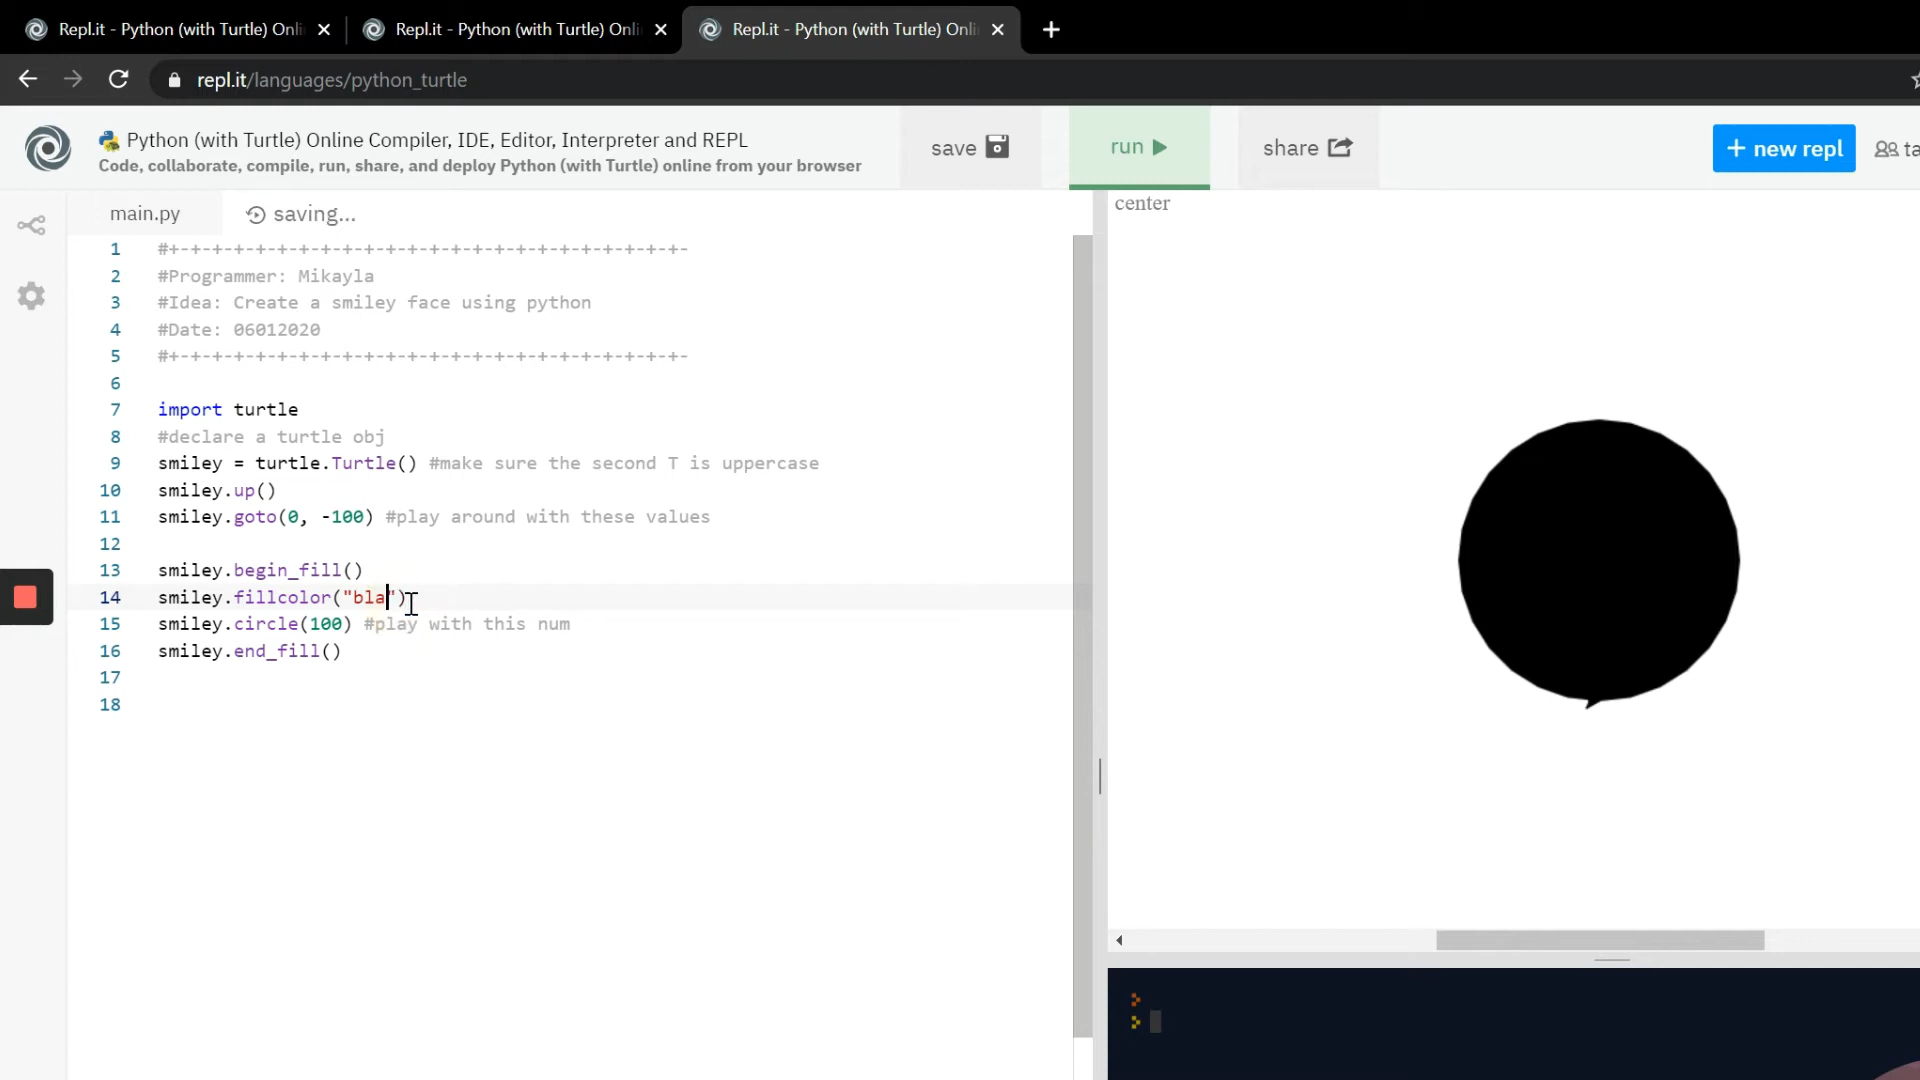 Repl.it - Python (with Turtle) Onli
Repl.it - Python (with Turtle) Onli
Repl.it - Python (with Turtle) Onli
repl.it/languages/python_turtle
Python (with Turtle) Online Compiler, IDE, Editor, Interpreter and REPL
Code, collaborate, compile, run, share, and deploy Python (with Turtle) online from your browser
save
run
share
+ new repl
ta
main.py
saving...
center
1 #+-+-+-+-+-+-+-+-+-+-+-+-+-+-+-+-+-+-+-+-+-+-+-+-
2 #Programmer: Mikayla
3 #Idea: Create a smiley face using python
4 #Date: 06012020
5 #+-+-+-+-+-+-+-+-+-+-+-+-+-+-+-+-+-+-+-+-+-+-+-+-
6
7 import turtle
8 #declare a turtle obj
9 smiley = turtle.Turtle() #make sure the second T is uppercase
10 smiley.up()
11 smiley.goto(0, -100) #play around with these values
12
13 smiley.begin_fill()
14 smiley.fillcolor("bla")
15 smiley.circle(100) #play with this num
16 smiley.end_fill()
17
18